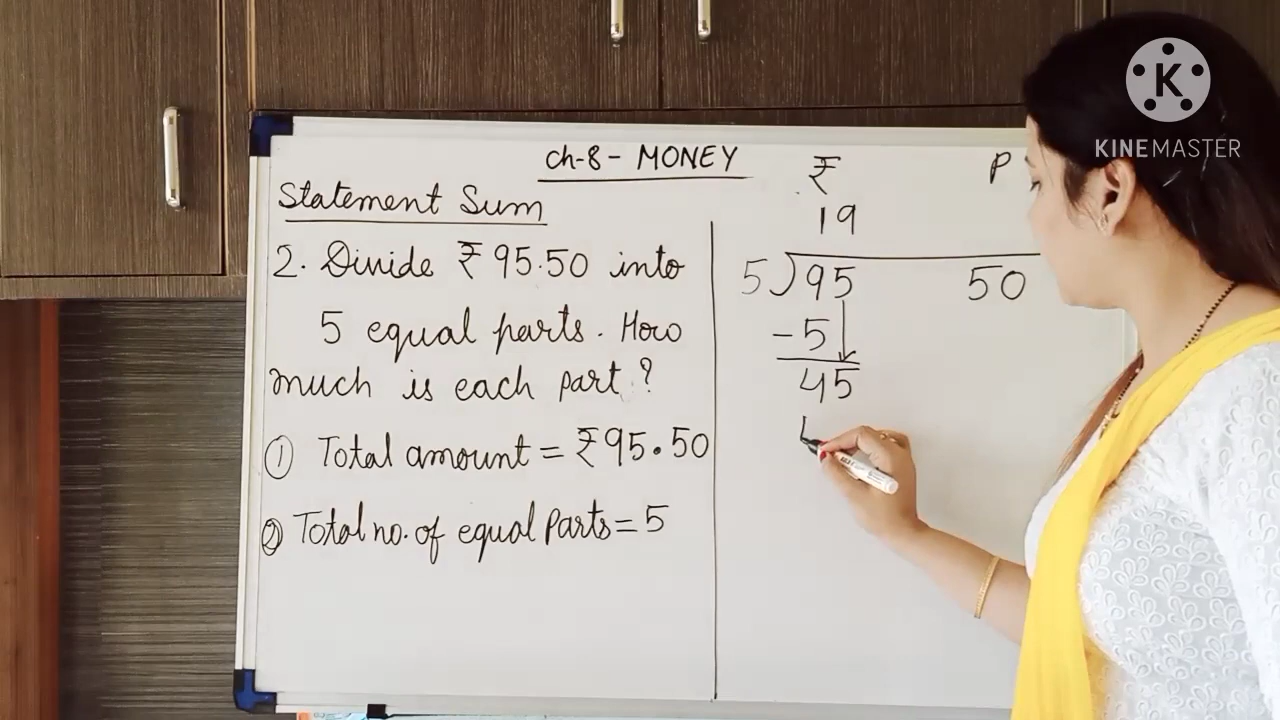 ch-8 - MONEY
Statement Sum
2. Divide ₹ 95.50 into
5 equal parts. How
much is each part?
① Total amount = ₹95.50
② Total no. of equal Parts = 5
₹ P
19
5)95 50
-5
45
K
KINEMASTER